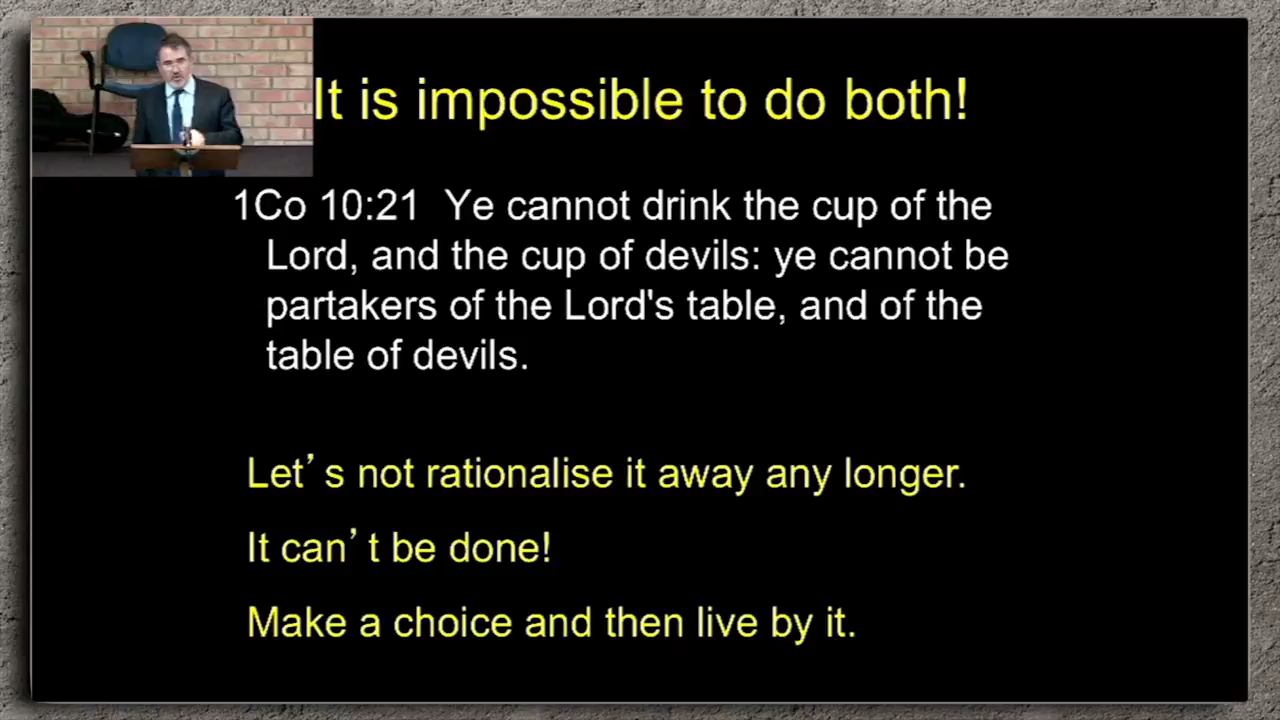 It is impossible to do both!
1Co 10:21 Ye cannot drink the cup of the
Lord, and the cup of devils: ye cannot be
partakers of the Lord's table, and of the
table of devils.
Let’s not rationalise it away any longer.
It can’t be done!
Make a choice and then live by it.